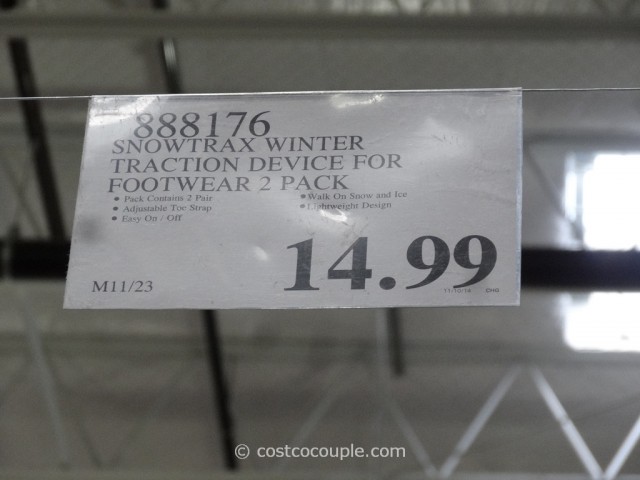 888176
SNOWTRAX WINTER
TRACTION DEVICE FOR
FOOTWEAR 2 PACK
• Pack Contains 2 Pair
• Adjustable Toe Strap
• Easy On / Off
• Walk On Snow and Ice
• Lightweight Design
14.99
M11/23
© costcocouple.com